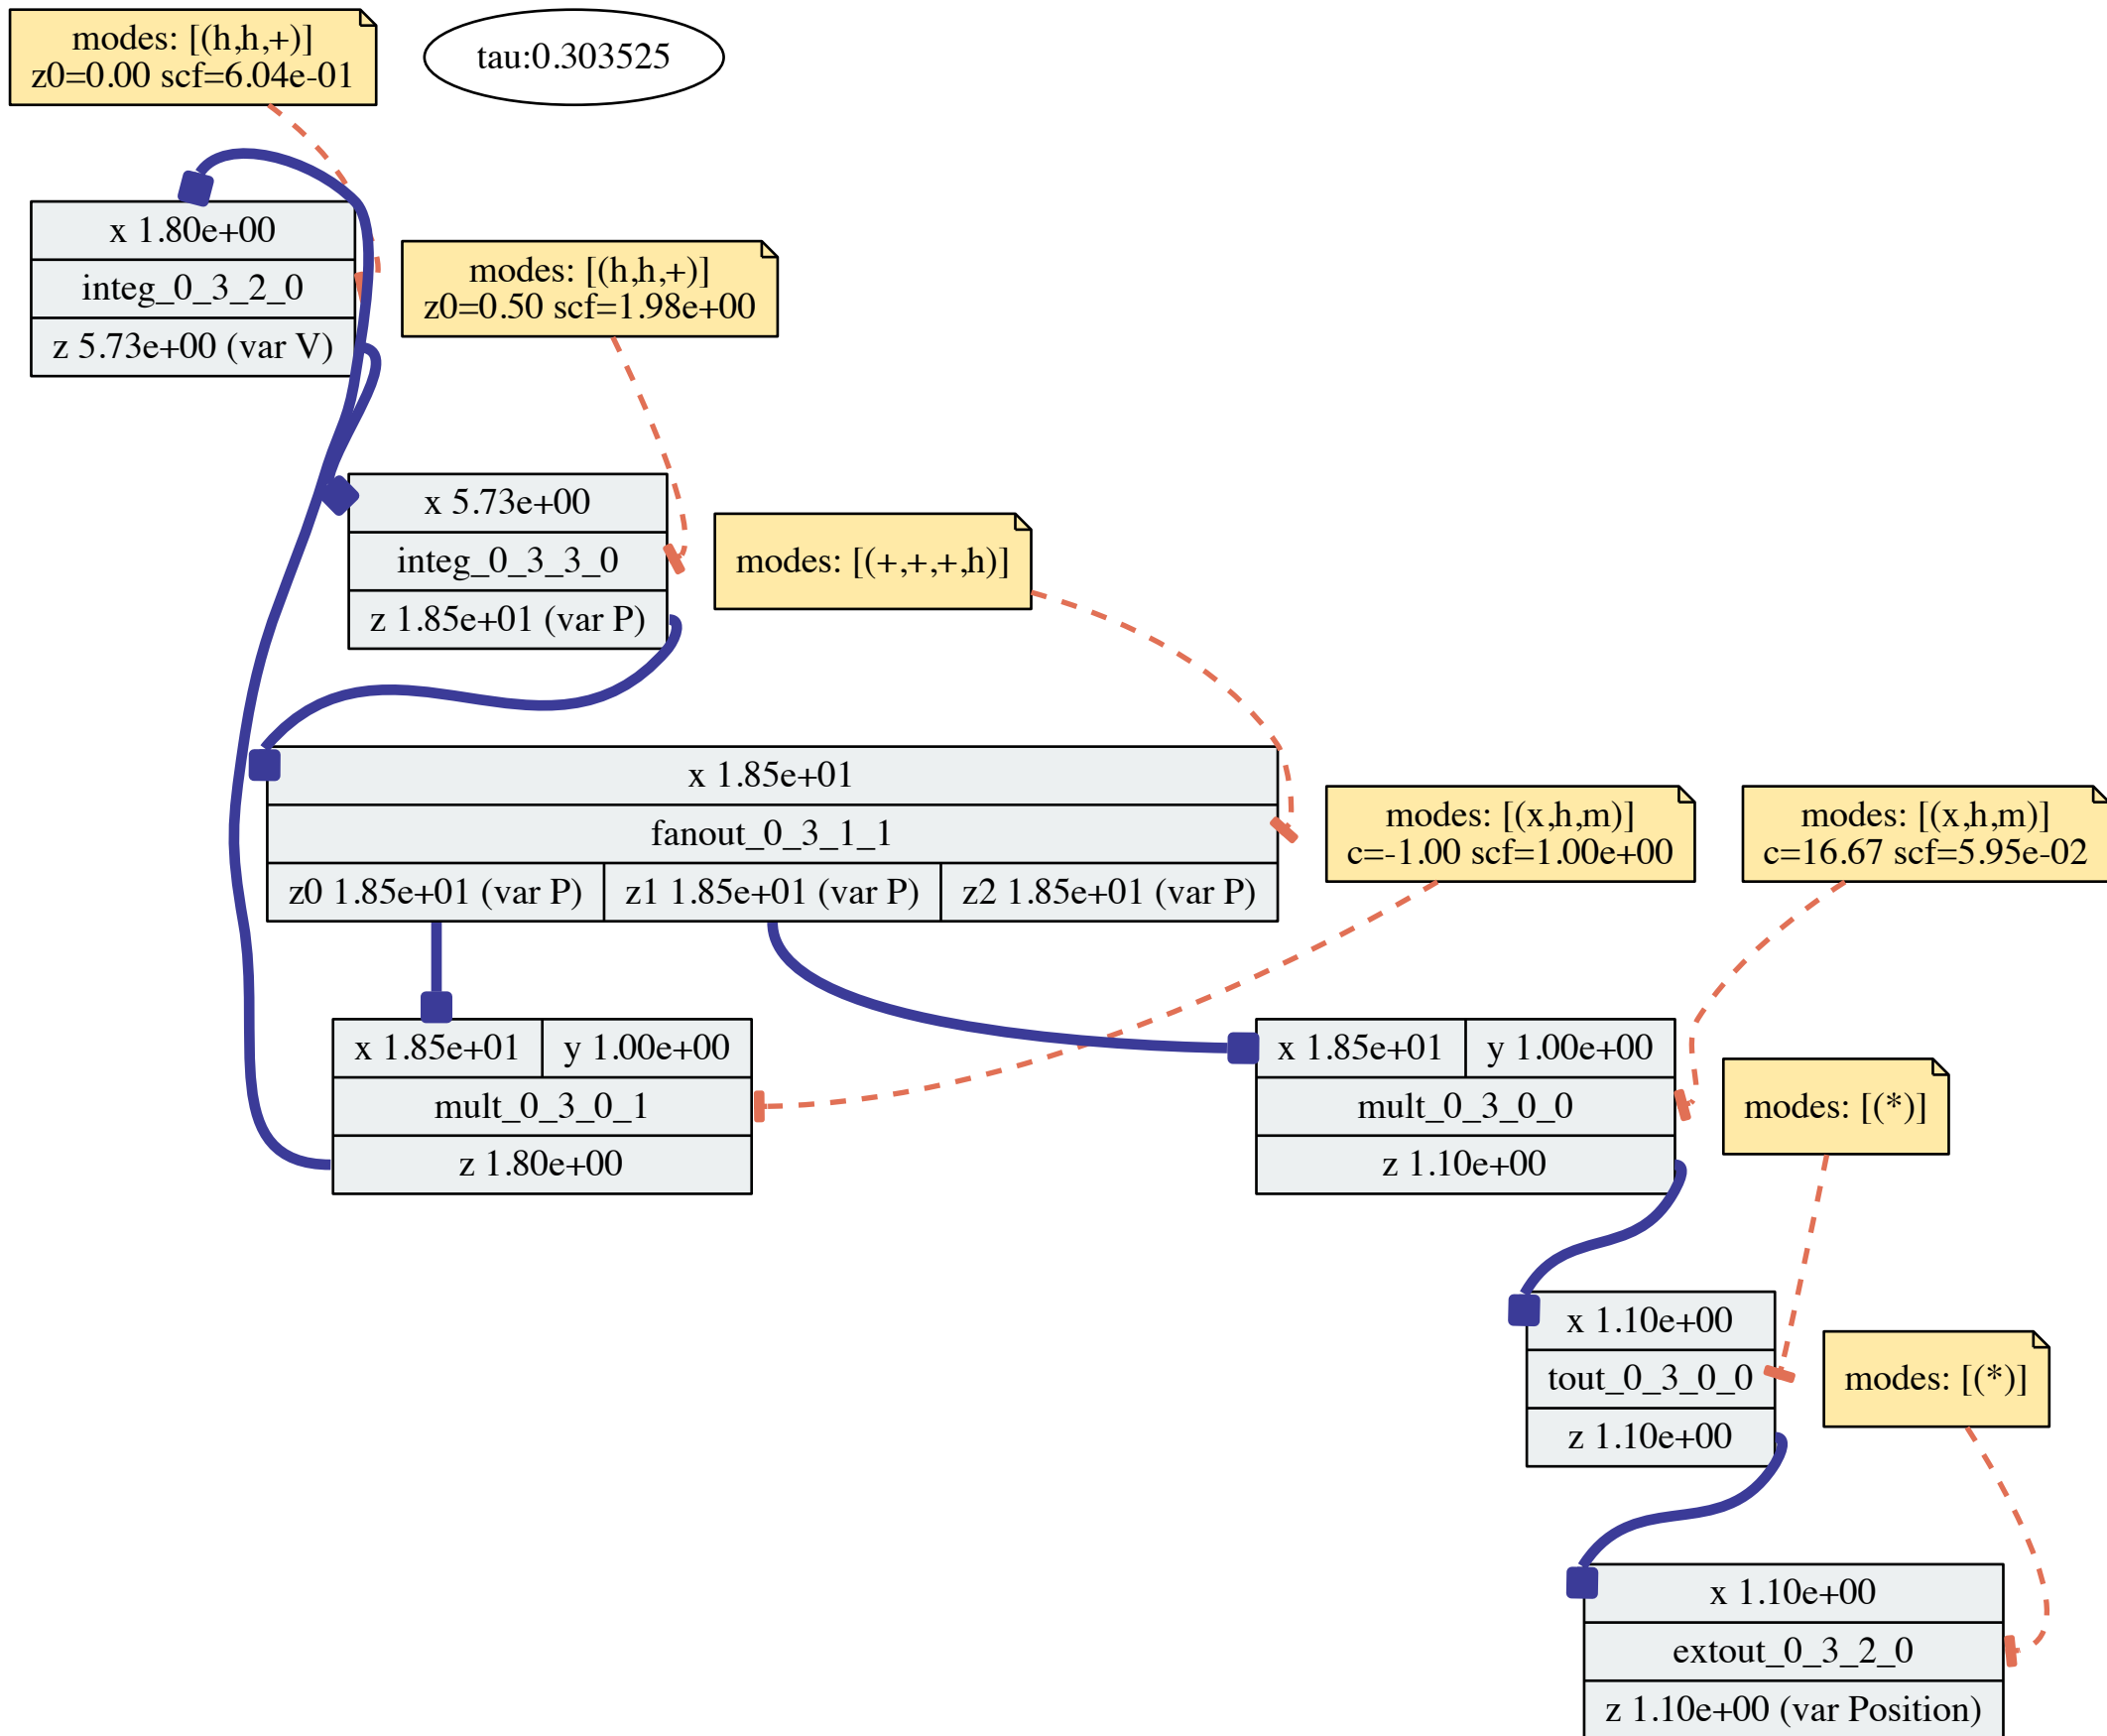 modes: [(h,h,+)]
z0=0.00 scf=6.04e-01
tau:0.303525
x 1.80e+00
integ_0_3_2_0
z 5.73e+00 (var V)
modes: [(h,h,+)]
z0=0.50 scf=1.98e+00
x 5.73e+00
integ_0_3_3_0
z 1.85e+01 (var P)
modes: [(+,+,+,h)]
x 1.85e+01
fanout_0_3_1_1
z0 1.85e+01 (var P)
z1 1.85e+01 (var P)
z2 1.85e+01 (var P)
modes: [(x,h,m)]
c=-1.00 scf=1.00e+00
modes: [(x,h,m)]
c=16.67 scf=5.95e-02
x 1.85e+01
y 1.00e+00
mult_0_3_0_1
z 1.80e+00
x 1.85e+01
y 1.00e+00
mult_0_3_0_0
z 1.10e+00
modes: [(*)]
x 1.10e+00
tout_0_3_0_0
z 1.10e+00
modes: [(*)]
x 1.10e+00
extout_0_3_2_0
z 1.10e+00 (var Position)